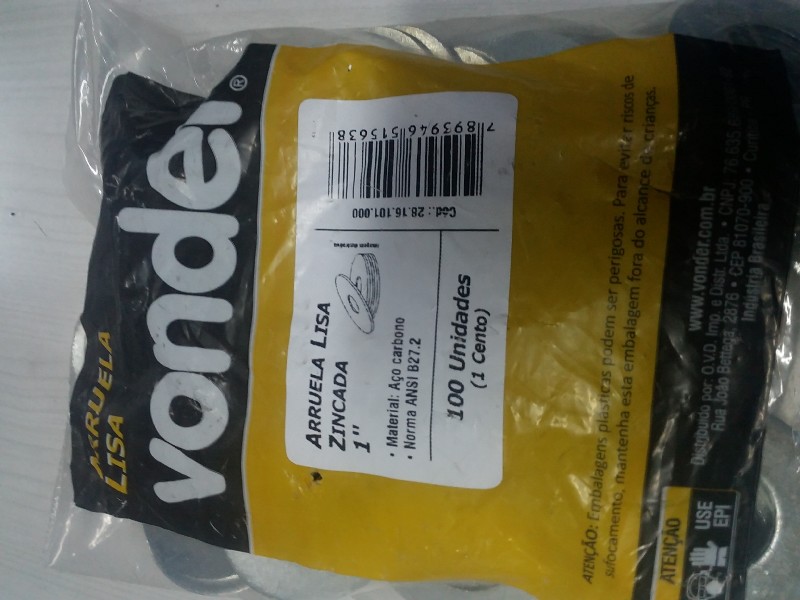 ARRUELA
LISA
vonder®
ARRUELA LISA
ZINCADA
1"
• Material: Aço carbono
• Norma ANSI B27.2
100 Unidades
(1 Cento)
Imagem ilustrativa
Cód.: 28.16.101.000
7 893946 515638
ATENÇÃO: Embalagens plásticas podem ser perigosas. Para evitar riscos de
sufocamento, mantenha esta embalagem fora do alcance de crianças.
www.vonder.com.br
Distribuído por: O.V.D. Imp. e Distr. Ltda. • CNPJ: 76.635
Rua João Bettega, 2876 • CEP 81070-900 •
Indústria Brasileira
ATENÇÃO
USE
EPI